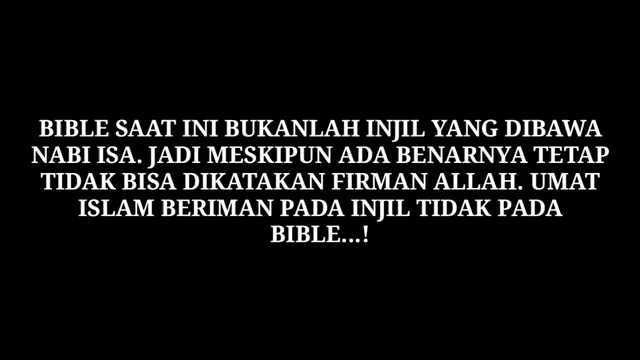 BIBLE SAAT INI BUKANLAH INJIL YANG DIBAWA
NABI ISA. JADI MESKIPUN ADA BENARNYA TETAP
TIDAK BISA DIKATAKAN FIRMAN ALLAH. UMAT
ISLAM BERIMAN PADA INJIL TIDAK PADA
BIBLE...!